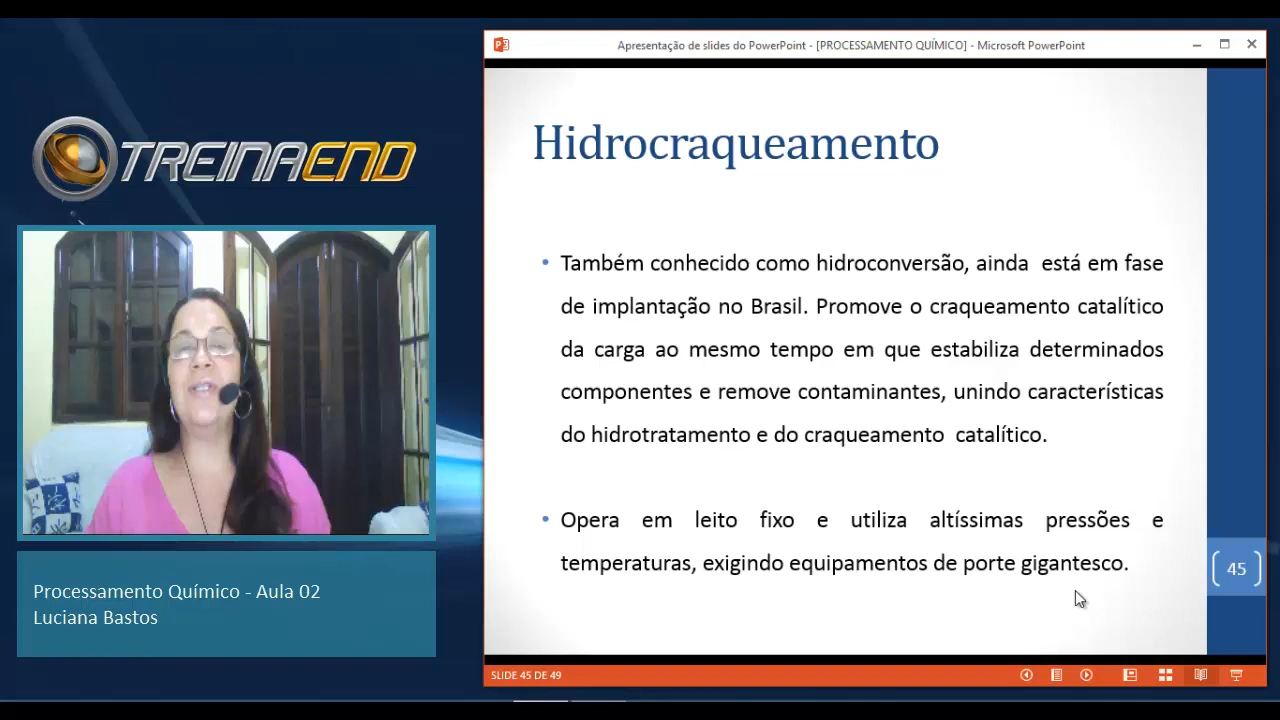 TREINAEND
Processamento Químico - Aula 02
Luciana Bastos
Apresentação de slides do PowerPoint - [PROCESSAMENTO QUÍMICO] - Microsoft PowerPoint
Hidrocraqueamento
• Também conhecido como hidroconversão, ainda está em fase
de implantação no Brasil. Promove o craqueamento catalítico
da carga ao mesmo tempo em que estabiliza determinados
componentes e remove contaminantes, unindo características
do hidrotratamento e do craqueamento catalítico.
• Opera em leito fixo e utiliza altíssimas pressões e
temperaturas, exigindo equipamentos de porte gigantesco.
45
SLIDE 45 DE 49